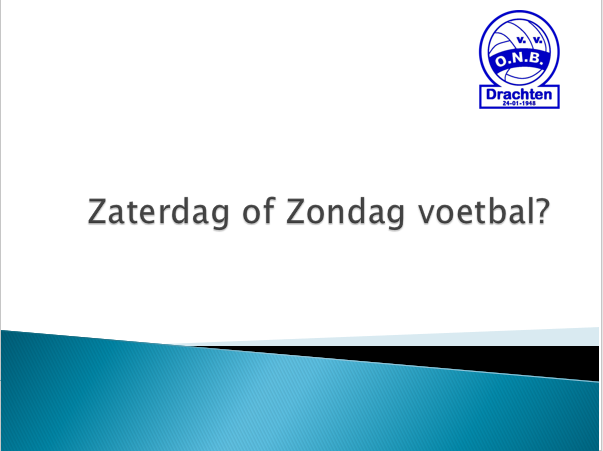 v. v.
O.N.B.
Drachten
24-01-1948
Zaterdag of Zondag voetbal?